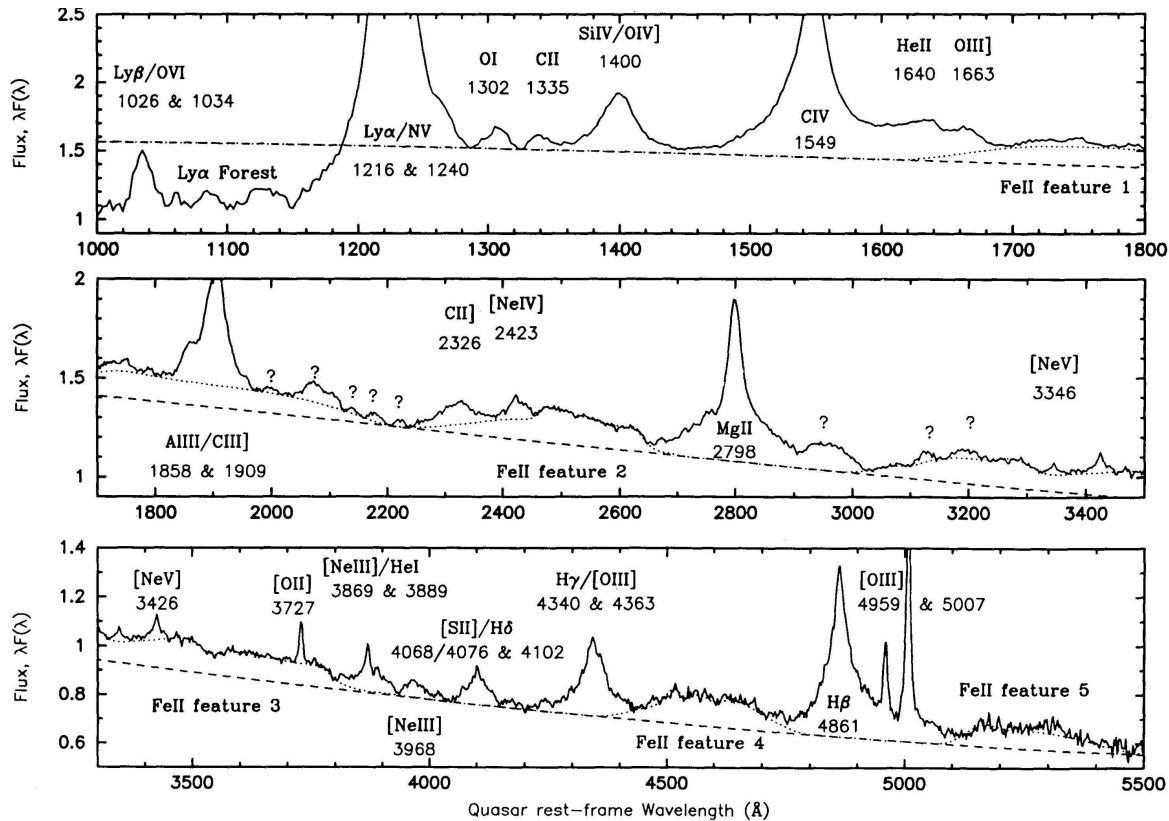 2.5
2
1.5
1
Flux, λF(λ)
Lyβ/OVI
1026 & 1034
Lyα Forest
Lyα/NV
1216 & 1240
OI
1302
CII
1335
SiIV/OIV]
1400
CIV
1549
HeII
1640
OIII]
1663
FeII feature 1
1000 1100 1200 1300 1400 1500 1600 1700 1800
2
1.5
1
Flux, λF(λ)
AlIII/CIII]
1858 & 1909
? ? ? ? ?
CII]
2326
[NeIV]
2423
FeII feature 2
MgII
2798
? ? ?
[NeV]
3346
1800 2000 2200 2400 2600 2800 3000 3200 3400
1.4
1.2
1
0.8
0.6
Flux, λF(λ)
[NeV]
3426
[OII]
3727
[NeIII]/HeI
3869 & 3889
[SII]/Hδ
4068/4076 & 4102
Hγ/[OIII]
4340 & 4363
[OIII]
4959 & 5007
FeII feature 3
[NeIII]
3968
FeII feature 4
Hβ
4861
FeII feature 5
3500 4000 4500 5000 5500
Quasar rest-frame Wavelength (Å)